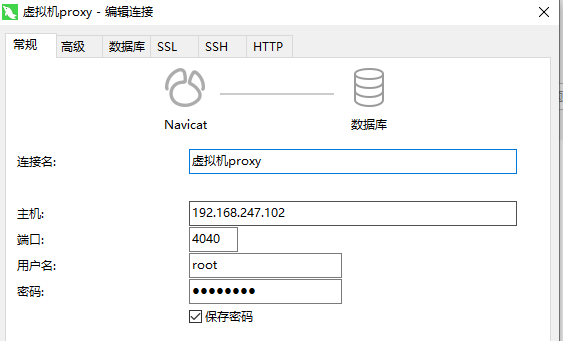 虚拟机proxy - 编辑连接
常规 高级 数据库 SSL SSH HTTP
Navicat 数据库
连接名: 虚拟机proxy
主机: 192.168.247.102
端口: 4040
用户名: root
密码: ●●●●●●●●
保存密码